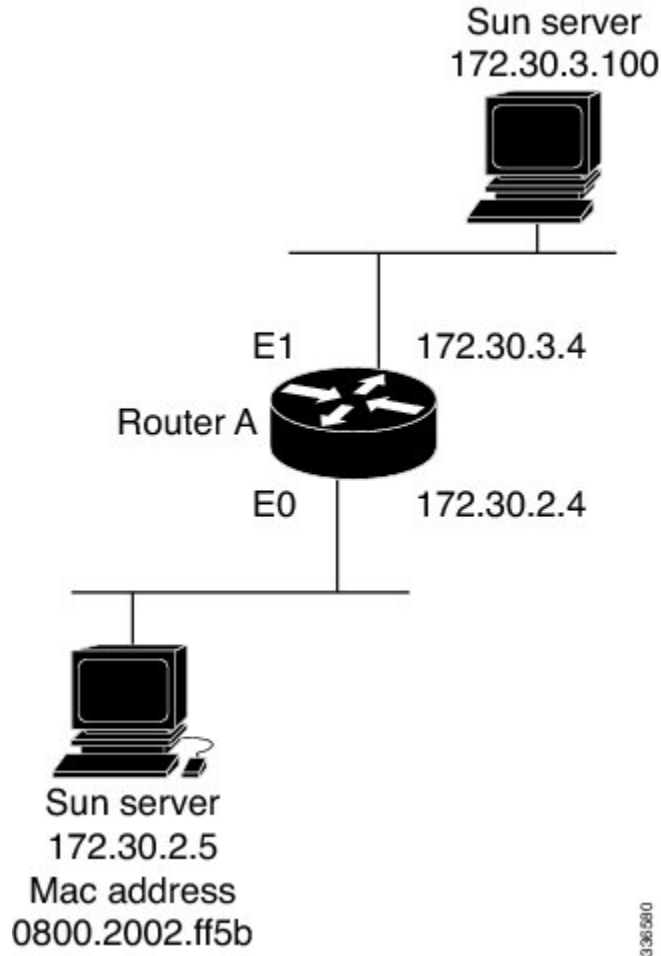 Sun server
172.30.3.100
E1
172.30.3.4
Router A
E0
172.30.2.4
Sun server
172.30.2.5
Mac address
0800.2002.ff5b
336580